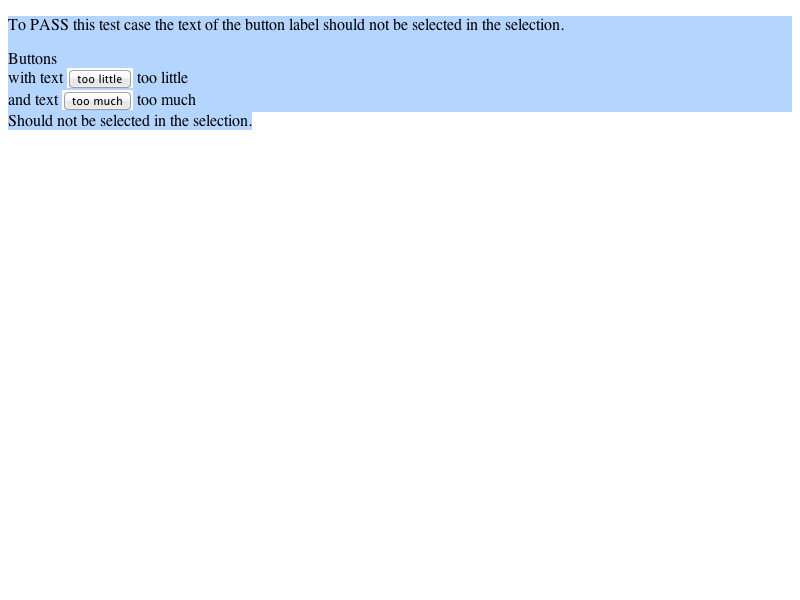 To PASS this test case the text of the button label should not be selected in the selection.
Buttons
with text too little too little
and text too much too much
Should not be selected in the selection.